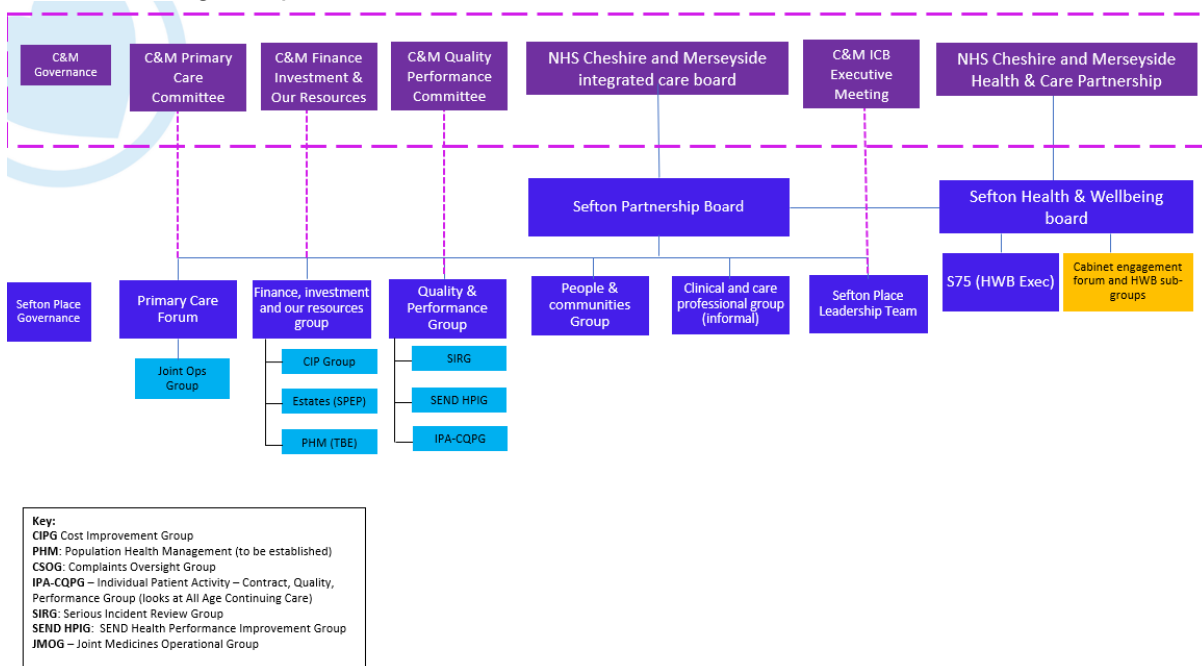 C&M
Governance
C&M Primary
Care
Committee
C&M Finance
Investment &
Our Resources
C&M Quality
Performance
Committee
NHS Cheshire and Merseyside
integrated care board
C&M ICB
Executive
Meeting
NHS Cheshire and Merseyside
Health & Care Partnership
Sefton Partnership Board
Sefton Health & Wellbeing
board
Sefton Place
Governance
Primary Care
Forum
Finance, investment
and our resources
group
Quality &
Performance
Group
People &
communities
Group
Clinical and care
professional group
(informal)
Sefton Place
Leadership Team
S75 (HWB Exec)
Cabinet engagement
forum and HWB sub-
groups
Joint Ops
Group
CIP Group
Estates (SPEP)
PHM (TBE)
SIRG
SEND HPIG
IPA-CQPG
Key:
CIPG Cost Improvement Group
PHM: Population Health Management (to be established)
CSOG: Complaints Oversight Group
IPA-CQPG – Individual Patient Activity – Contract, Quality,
Performance Group (looks at All Age Continuing Care)
SIRG: Serious Incident Review Group
SEND HPIG: SEND Health Performance Improvement Group
JMOG – Joint Medicines Operational Group